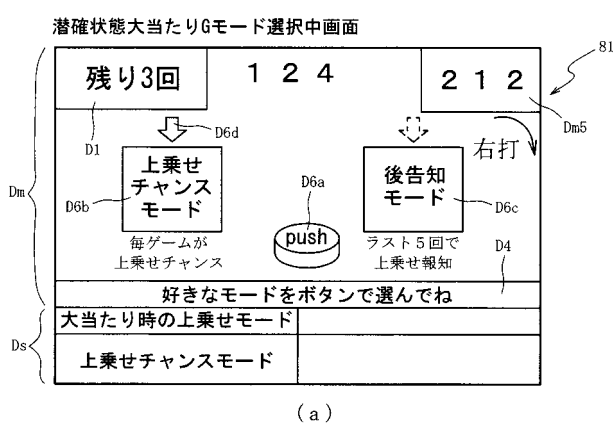 潜確状態大当たりGモード選択中画面
81
残り3回
1 2 4
2 1 2
D1
D6d
Dm5
右打
Dm
上乗せ
チャンス
モード
D6b
D6a
push
後告知
モード
D6c
毎ゲームが
上乗せチャンス
ラスト5回で
上乗せ報知
D4
好きなモードをボタンで選んでね
Ds
大当たり時の上乗せモード
上乗せチャンスモード
(a)